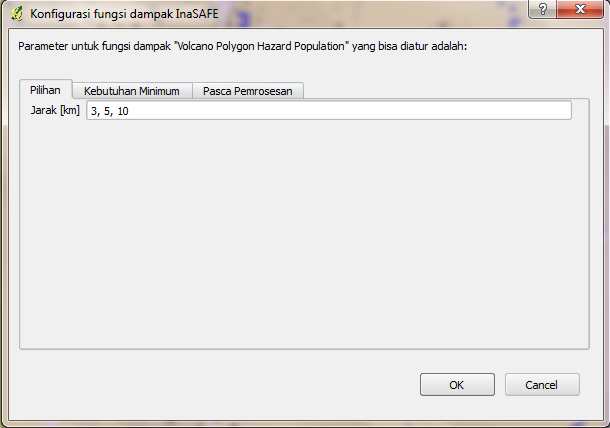 Konfigurasi fungsi dampak InaSAFE
Parameter untuk fungsi dampak "Volcano Polygon Hazard Population" yang bisa diatur adalah:
Pilihan Kebutuhan Minimum Pasca Pemrosesan
Jarak [km] 3, 5, 10
OK Cancel